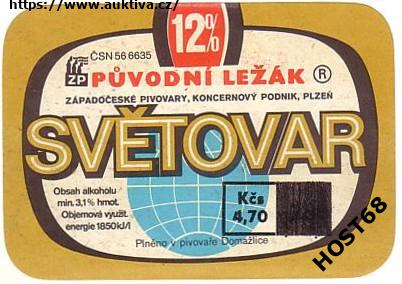 https://www.auktiva.cz/
12%
ČSN 56 6635
ZP PŮVODNÍ LEŽÁK ®
ZÁPADOČESKÉ PIVOVARY, KONCERNOVÝ PODNIK, PLZEŇ
SVĚTOVAR
Obsah alkoholu
min. 3,1% hmot.
Objemová využit.
energie 1850kJ/l
Kčs
4,70
Plněno v pivovaře Domažlice
HOST68